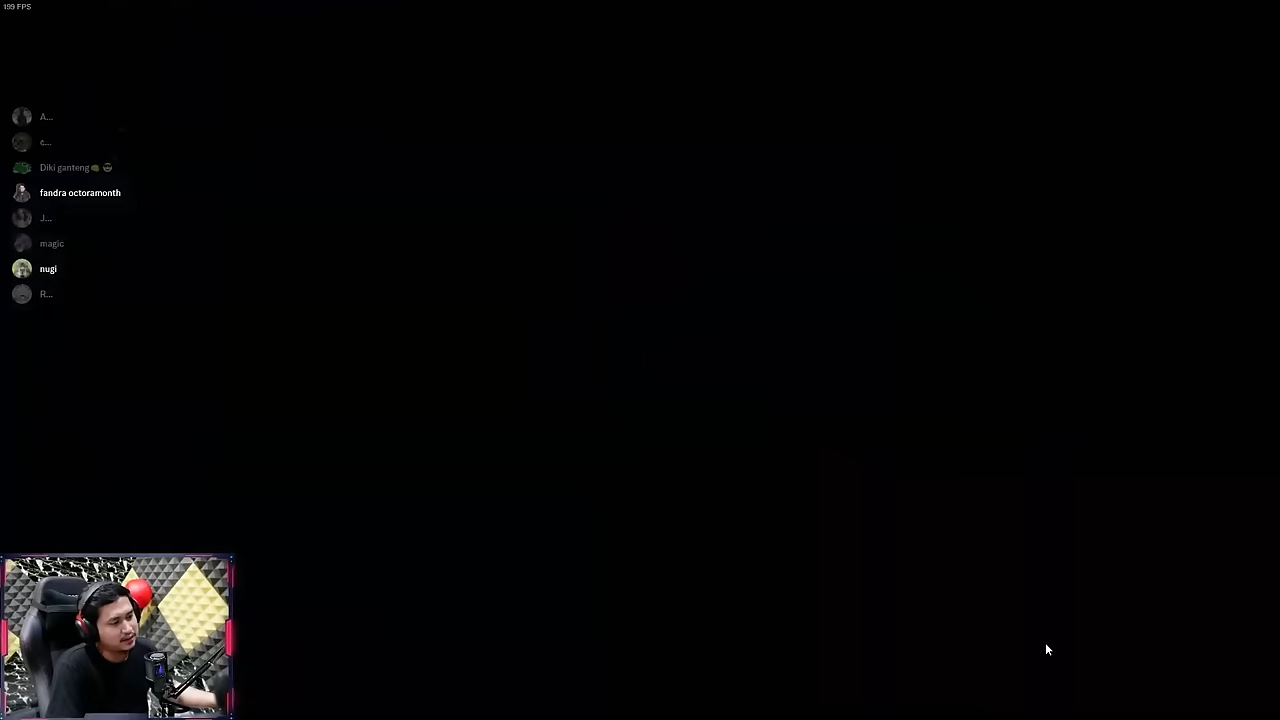 199 FPS
A...
c...
Diki ganteng
fandra octoramonth
J...
magic
nugi
R...